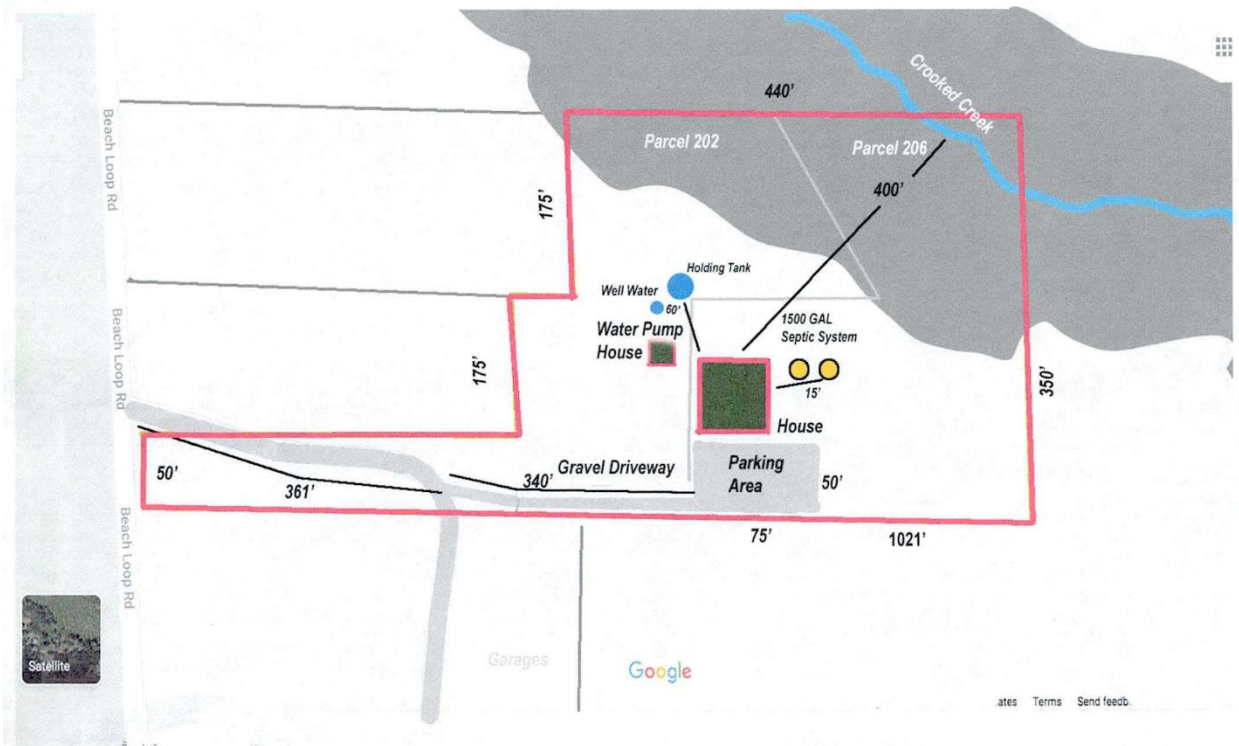 440'
Crooked Creek
Parcel 202
Parcel 206
Beach Loop Rd
175'
400'
Holding Tank
Well Water
60'
1500 GAL
Septic System
Water Pump
House
Beach Loop Rd
175'
15'
350'
House
Gravel Driveway
Parking
Area
50'
50'
361'
340'
75'
1021'
Beach Loop Rd
Satellite
Garages
Google
ates Terms Send feedb